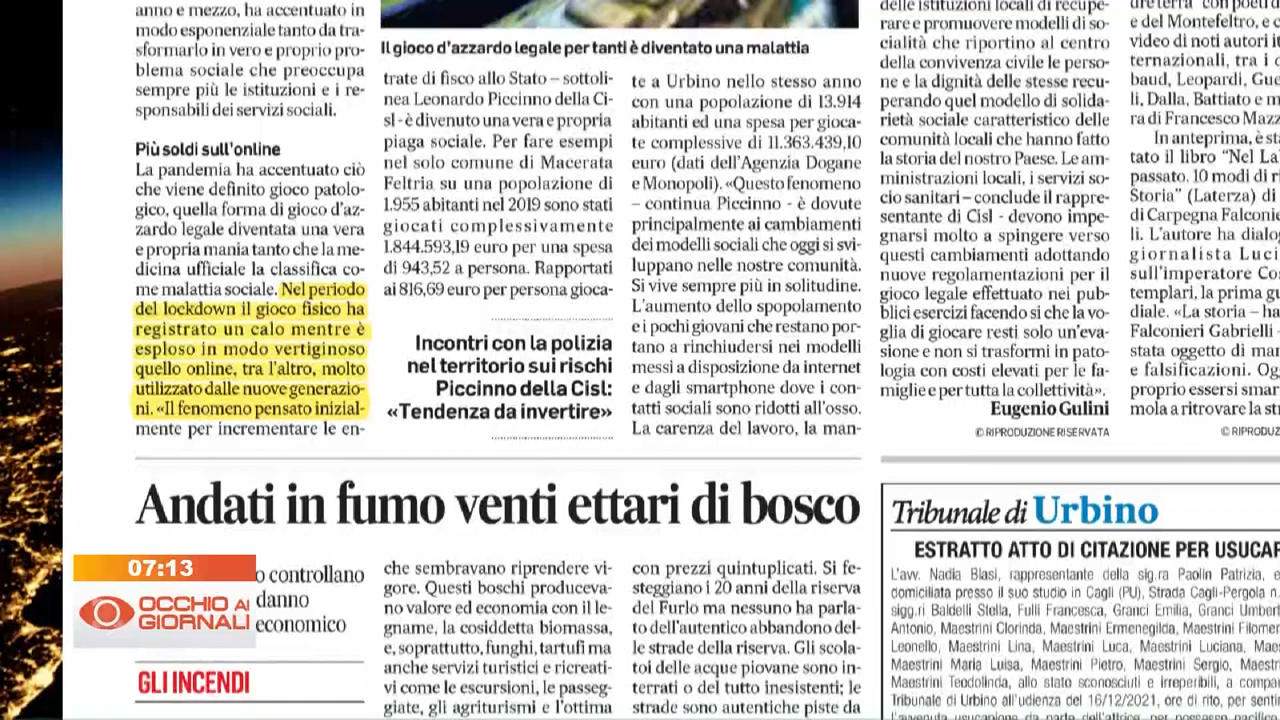 anno e mezzo, ha accentuato in
modo esponenziale tanto da tra-
sformarlo in vero e proprio pro-
blema sociale che preoccupa
sempre più le istituzioni e i re-
sponsabili dei servizi sociali.
Più soldi sull'online
La pandemia ha accentuato ciò
che viene definito gioco patolo-
gico, quella forma di gioco d'az-
zardo legale diventata una vera
e propria mania tanto che la me-
dicina ufficiale la classifica co-
me malattia sociale. Nel periodo
del lockdown il gioco fisico ha
registrato un calo mentre è
esploso in modo vertiginoso
quello online, tra l'altro, molto
utilizzato dalle nuove generazio-
ni. «Il fenomeno pensato inizial-
mente per incrementare le en-
Il gioco d'azzardo legale per tanti è diventato una malattia
trate di fisco allo Stato – sottoli-
nea Leonardo Piccinno della Ci-
sl - è divenuto una vera e propria
piaga sociale. Per fare esempi
nel solo comune di Macerata
Feltria su una popolazione di
1.955 abitanti nel 2019 sono stati
giocati complessivamente
1.844.593,19 euro per una spesa
di 943,52 a persona. Rapportati
ai 816,69 euro per persona gioca-
Incontri con la polizia
nel territorio sui rischi
Piccinno della Cisl:
«Tendenza da invertire»
te a Urbino nello stesso anno
con una popolazione di 13.914
abitanti ed una spesa per gioca-
te complessive di 11.363.439,10
euro (dati dell'Agenzia Dogane
e Monopoli). «Questo fenomeno
– continua Piccinno - è dovute
principalmente ai cambiamenti
dei modelli sociali che oggi si svi-
luppano nelle nostre comunità.
Si vive sempre più in solitudine.
L'aumento dello spopolamento
e i pochi giovani che restano por-
tano a rinchiudersi nei modelli
messi a disposizione da internet
e dagli smartphone dove i con-
tatti sociali sono ridotti all'osso.
La carenza del lavoro, la man-
delle istituzioni locali di recupe-
rare e promuovere modelli di so-
cialità che riportino al centro
della convivenza civile le perso-
ne e la dignità delle stesse recu-
perando quel modello di solida-
rietà sociale caratteristico delle
comunità locali che hanno fatto
la storia del nostro Paese. Le am-
ministrazioni locali, i servizi so-
cio sanitari – conclude il rappre-
sentante di Cisl - devono impe-
gnarsi molto a spingere verso
questi cambiamenti adottando
nuove regolamentazioni per il
gioco legale effettuato nei pub-
blici esercizi facendo sì che la vo-
glia di giocare resti solo un'eva-
sione e non si trasformi in pato-
logia con costi elevati per le fa-
miglie e per tutta la collettività».
Eugenio Gulini
© RIPRODUZIONE RISERVATA
e del Montefeltro, e
video di noti autori i
ternazionali, tra i
baud, Leopardi, Gu
li, Dalla, Battiato e m
ra di Francesco Mazz
In anteprima, è sta
tato il libro "Nel La
passato. 10 modi di
Storia" (Laterza) di
di Carpegna Falconi
li. L'autore ha dialo
giornalista Luci
sull'imperatore Co
templari, la prima g
diale. «La
Falconieri Gabrielli
stata oggetto di ma
e falsificazioni. Og
proprio essersi smar
mola a ritrovare la st
© RIPRODUZ
Andati in fumo venti ettari di bosco
07:13
OCCHIO AI
GIORNALI
o controllano
danno
economico
GLI INCENDI
che sembravano riprendere vi-
gore. Questi boschi produceva-
no valore ed economia con il le-
gname, la cosiddetta biomassa,
e, soprattutto, funghi, tartufi ma
anche servizi turistici e ricreati-
vi come le escursioni, le passeg-
giate, gli agriturismi e l'ottima
con prezzi quintuplicati. Si fe-
steggiano i 20 anni della riserva
del Furlo ma nessuno ha parla-
to dell'autentico abbandono del-
le strade della riserva. Gli scola-
toi delle acque piovane sono in-
terrati o del tutto inesistenti; le
strade sono autentiche piste da
Tribunale di Urbino
ESTRATTO ATTO DI CITAZIONE PER USUCAP
L'avv. Nadia Blasi, rappresentante della sig.ra Paolin Patrizia, e
domiciliata presso il suo studio in Cagli (PU), Strada Cagli-Pergola n.
sigg.ri Baldelli Stella, Fulli Francesca, Granci Emilia, Granci Umber
Antonio, Maestrini Clorinda, Maestrini Ermenegilda, Maestrini Filomen
Leonello, Maestrini Lina, Maestrini Luca, Maestrini Luciana, Maes
Maestrini Maria Luisa, Maestrini Pietro, Maestrini Sergio, Maestri
Maestrini Teodolinda, allo stato sconosciuti e irreperibili, a compar
Tribunale di Urbino all'udienza del 16/12/2021, ore di rito, per senti